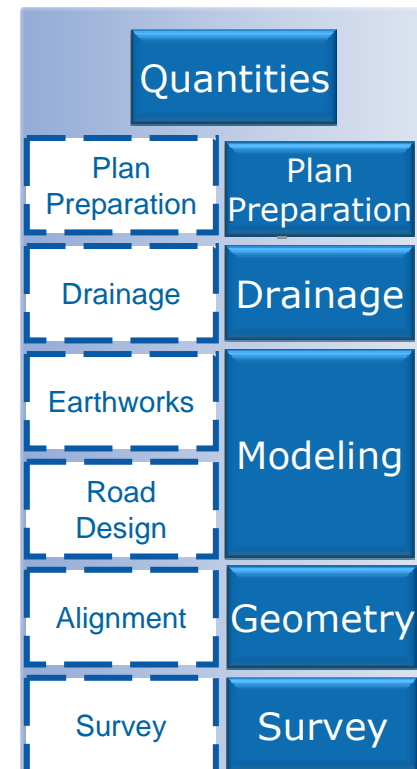 Quantities
Plan
Preparation
Plan
Preparation
Drainage
Drainage
Earthworks
Modeling
Road
Design
Alignment
Geometry
Survey
Survey